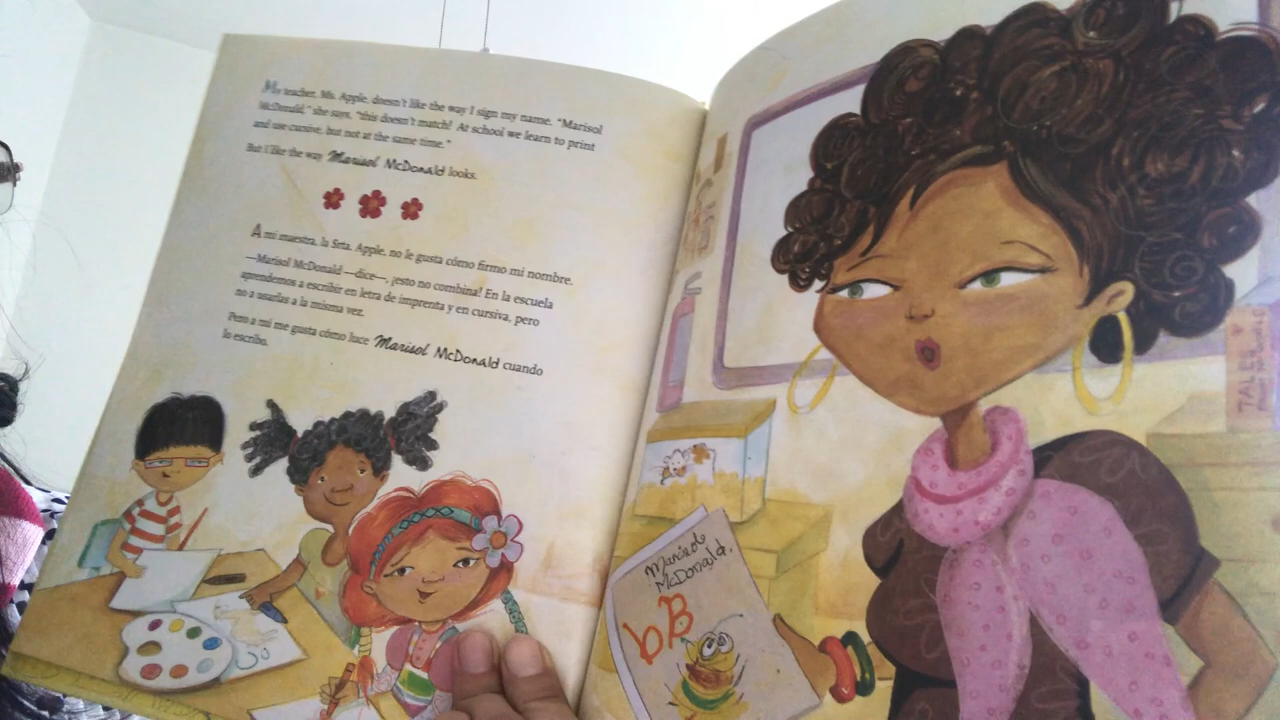 My teacher, Ms. Apple, doesn't like the way I sign my name. "Marisol
McDonald," she says, "this doesn't match! At school we learn to print
and use cursive, but not at the same time."
But I like the way Marisol McDonald looks.
A mi maestra, la Srta. Apple, no le gusta cómo firmo mi nombre.
—Marisol McDonald —dice—, ¡esto no combina! En la escuela
aprendemos a escribir en letra de imprenta y en cursiva, pero
no a usarlas a la misma vez.
Pero a mí me gusta cómo luce Marisol McDonald cuando
lo escribo.
Marisol
McDonald.
bB
TALES